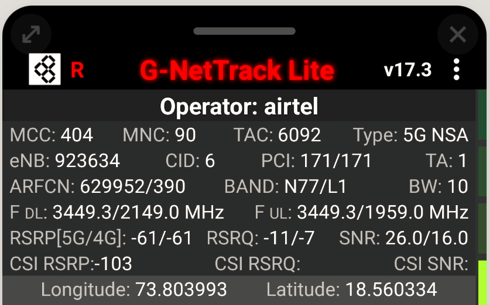 R G-NetTrack Lite v17.3
Operator: airtel
MCC: 404 MNC: 90 TAC: 6092 Type: 5G NSA
eNB: 923634 CID: 6 PCI: 171/171 TA: 1
ARFCN: 629952/390 BAND: N77/L1 BW: 10
F DL: 3449.3/2149.0 MHz F UL: 3449.3/1959.0 MHz
RSRP[5G/4G]: -61/-61 RSRQ: -11/-7 SNR: 26.0/16.0
CSI RSRP:-103 CSI RSRQ: CSI SNR:
Longitude: 73.803993 Latitude: 18.560334